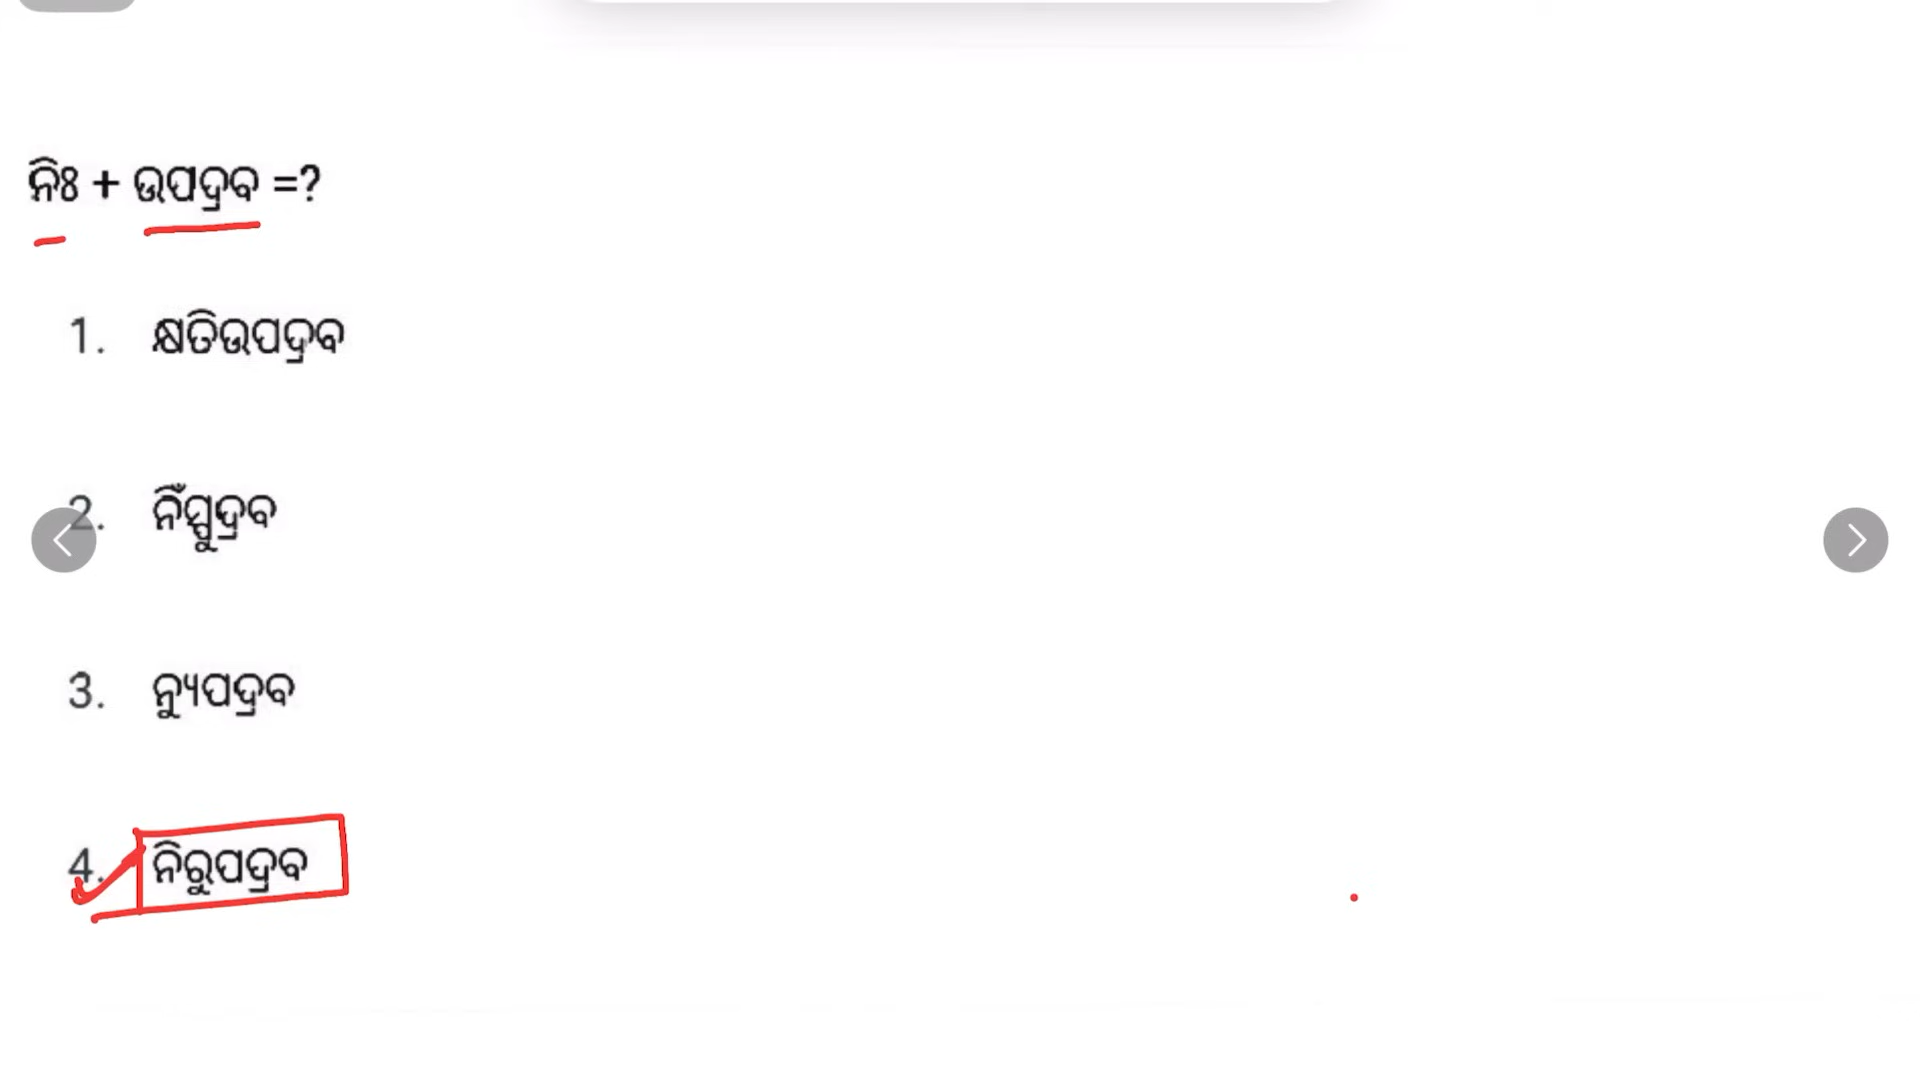 ନିଃ + ଉପଦ୍ରବ =?
1. କ୍ଷତିଉପଦ୍ରବ
2. ନିଁସ୍ପୁଦ୍ରବ
3. ନ୍ୟୁପଦ୍ରବ
4. ନିରୁପଦ୍ରବ